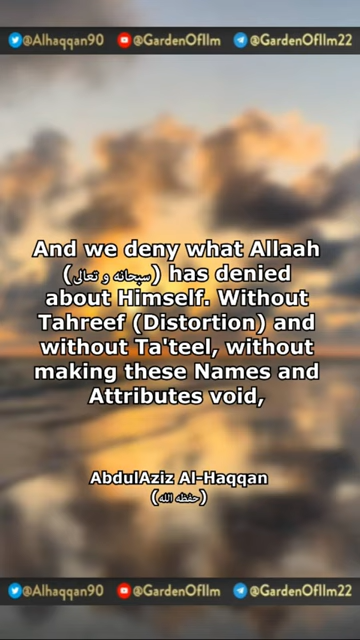 @Alhaqqan90 @GardenOfIlm @GardenOfIlm22
And we deny what Allaah
(سبحانه و تعالى) has denied
about Himself. Without
Tahreef (Distortion) and
without Ta'teel, without
making these Names and
Attributes void,
AbdulAziz Al-Haqqan
(حفظه الله)
@Alhaqqan90 @GardenOfIlm @GardenOfIlm22